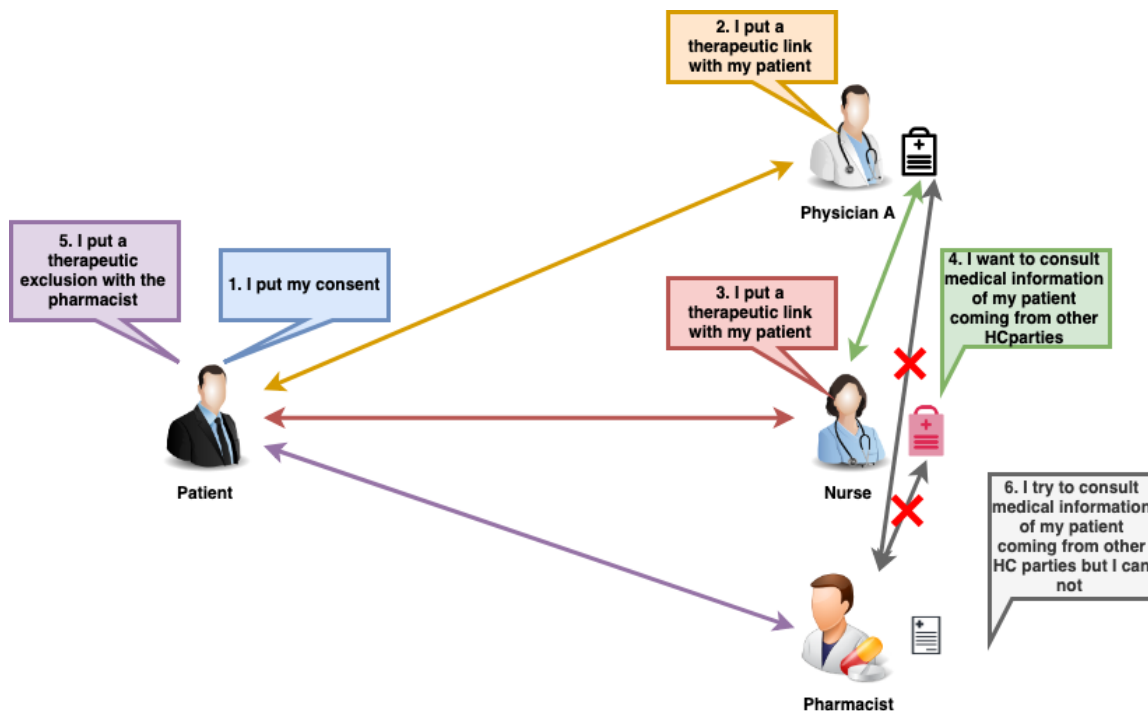 2. I put a
therapeutic link
with my patient
Physician A
5. I put a
therapeutic
exclusion with the
pharmacist
1. I put my consent
3. I put a
therapeutic link
with my patient
4. I want to consult
medical information
of my patient
coming from other
HCparties
Patient
Nurse
6. I try to consult
medical information
of my patient
coming from other
HC parties but I can
not
Pharmacist